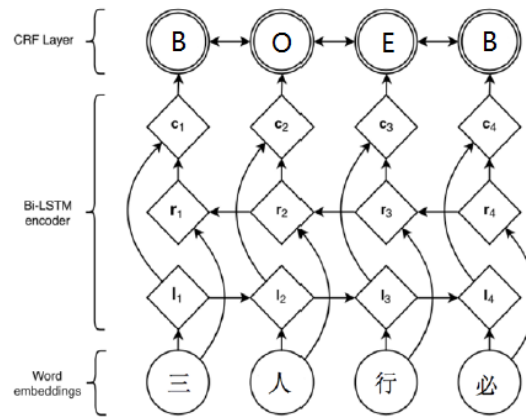 CRF Layer
B O E B
c₁ c₂ c₃ c₄
Bi-LSTM
encoder
r₁ r₂ r₃ r₄
l₁ l₂ l₃ l₄
Word
embeddings
三 人 行 必